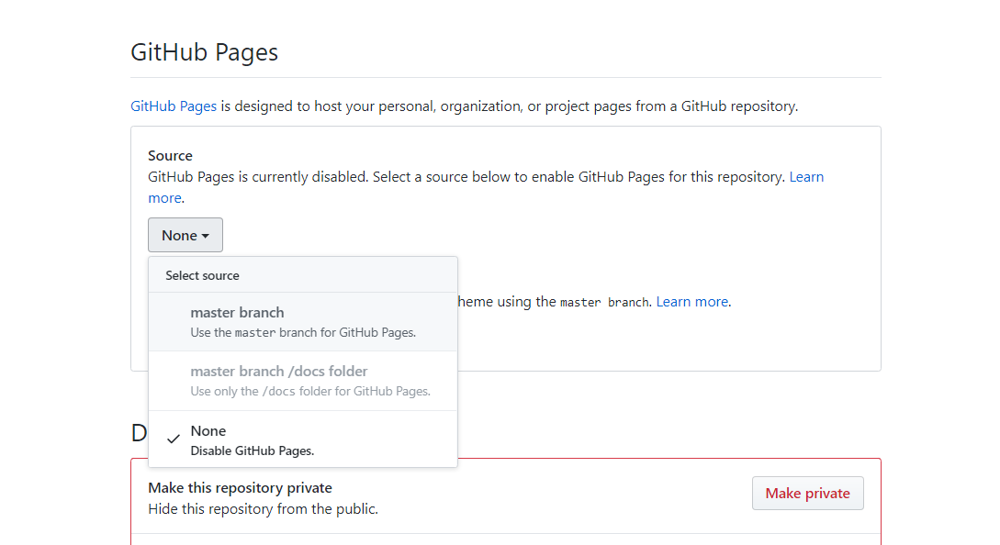 GitHub Pages
GitHub Pages is designed to host your personal, organization, or project pages from a GitHub repository.
Source
GitHub Pages is currently disabled. Select a source below to enable GitHub Pages for this repository. Learn
more.
None
Select source
heme using the master branch. Learn more.
master branch
Use the master branch for GitHub Pages.
master branch /docs folder
Use only the /docs folder for GitHub Pages.
D
None
Disable GitHub Pages.
Make this repository private
Hide this repository from the public.
Make private